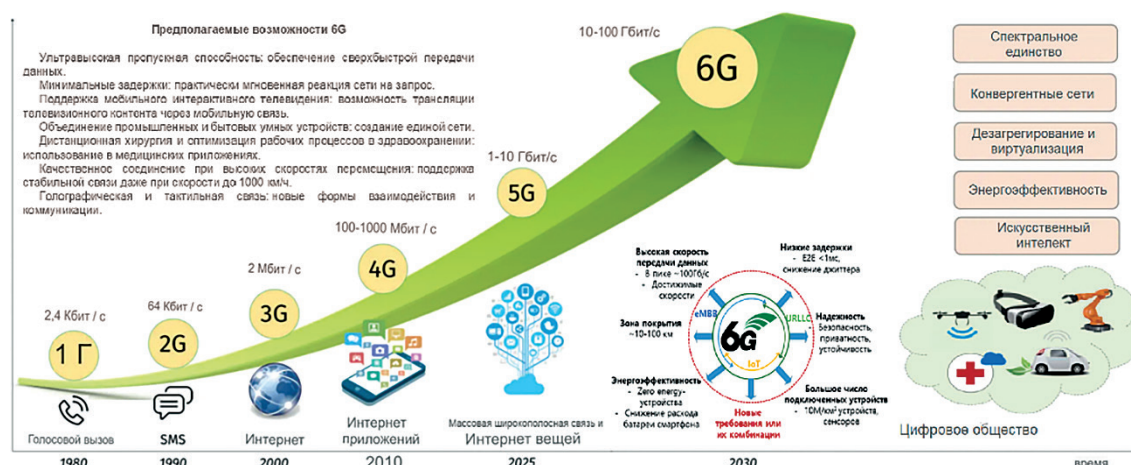 Предполагаемые возможности 6G
Ультравысокая пропускная способность: обеспечение сверхбыстрой передачи
данных.
Минимальные задержки: практически мгновенная реакция сети на запрос.
Поддержка мобильного интерактивного телевидения: возможность трансляции
телевизионного контента через мобильную связь.
Объединение промышленных и бытовых умных устройств: создание единой сети.
Дистанционная хирургия и оптимизация рабочих процессов в здравоохранении:
использование в медицинских приложениях.
Качественное соединение при высоких скоростях перемещения: поддержка
стабильной связи даже при скорости до 1000 км/ч.
Голографическая и тактильная связь: новые формы взаимодействия и
коммуникации.
2,4 Кбит / с
1 Г
Голосовой вызов
1980
64 Кбит / с
2G
SMS
1990
2 Мбит / с
3G
Интернет
2000
100-1000 Мбит / с
4G
Интернет
приложений
2010
1-10 Гбит/с
5G
Массовая широкополосная связь и
Интернет вещей
2025
10-100 Гбит/с
6G
Высокая скорость
передачи данных
- В пике ~100Гб/с
- Достижимые
скорости
Низкие задержки
- E2E <1мс,
снижение джиттера
Зона покрытия
~10-100 км
eMBB
URLLC
6G
IoT
Надежность
безопасность,
приватность,
устойчивость
Энергоэффективность
- Zero energy-
устройства
- Снижение расхода
батареи смартфона
Новые
требования или
их комбинации
Большое число
подключенных устройств
- 10М/км² устройств,
сенсоров
2030
Спектральное
единство
Конвергентные сети
Дезагрегирование и
виртуализация
Энергоэффективность
Искусственный
интелект
Цифровое общество
время